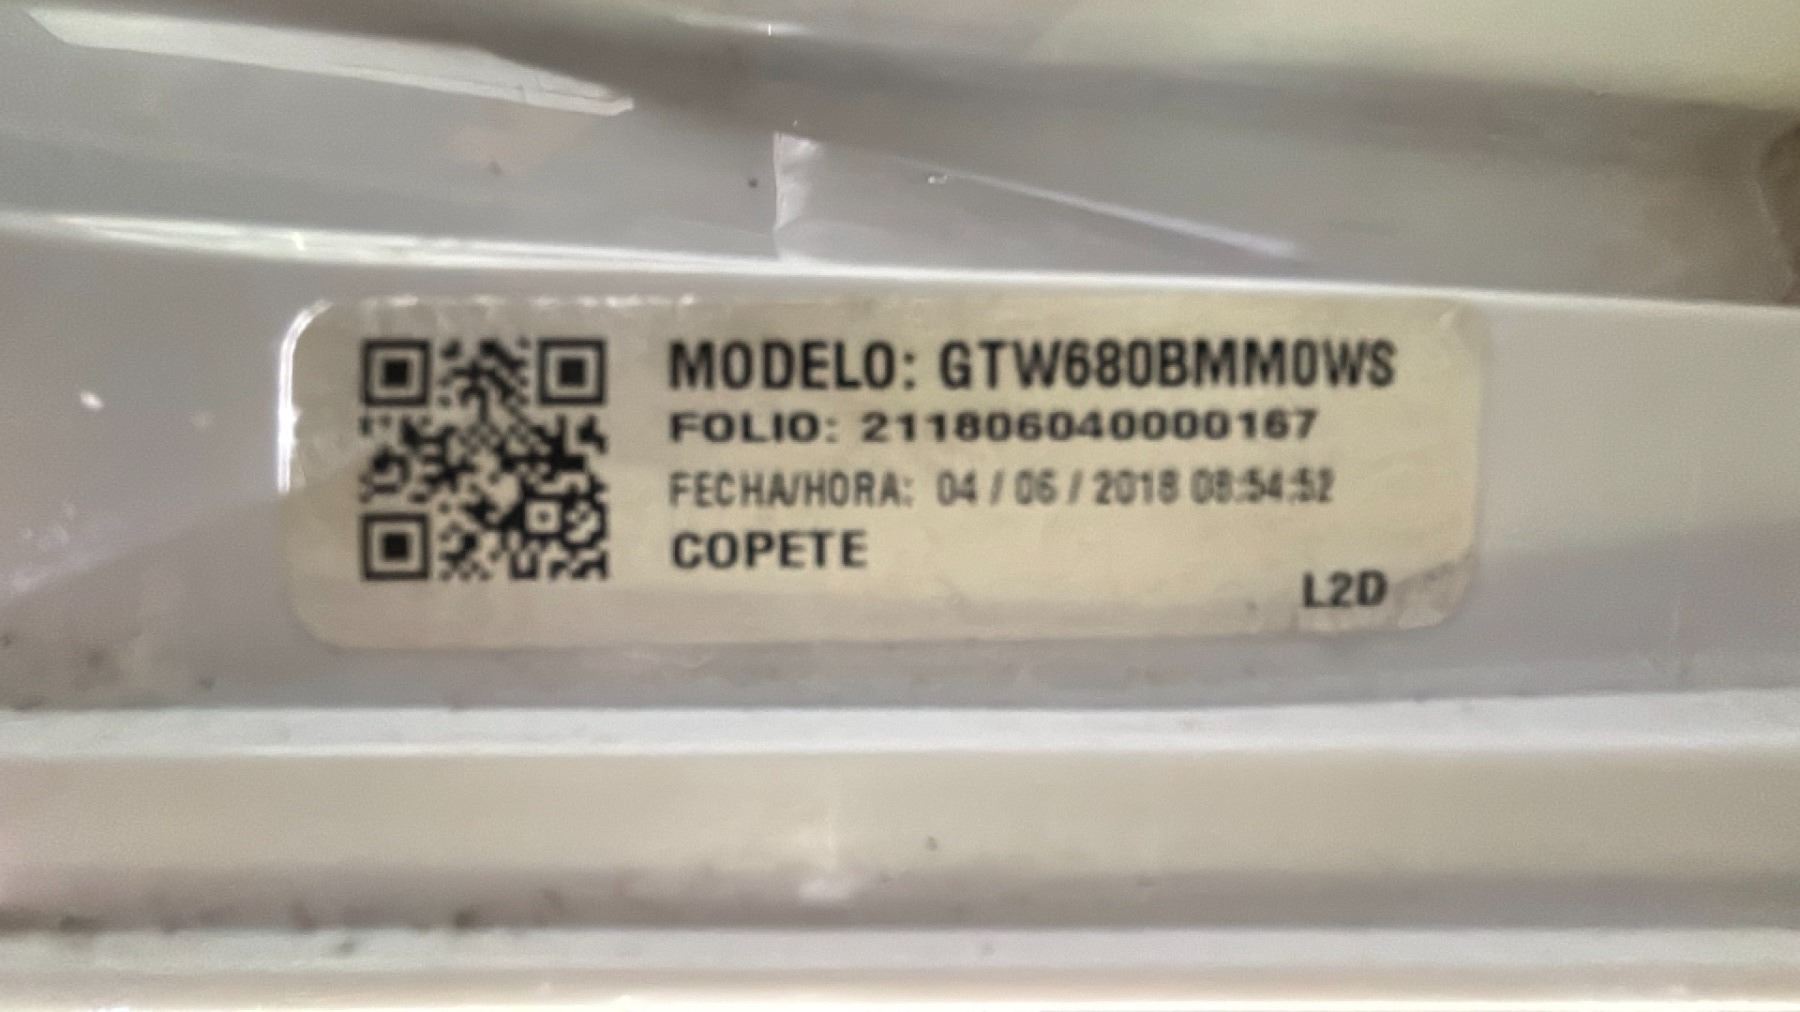 MODELO: GTW680BMM0WS
FOLIO: 211806040000167
FECHA/HORA: 04 / 06 / 2018 08:54:52
COPETE
L2D